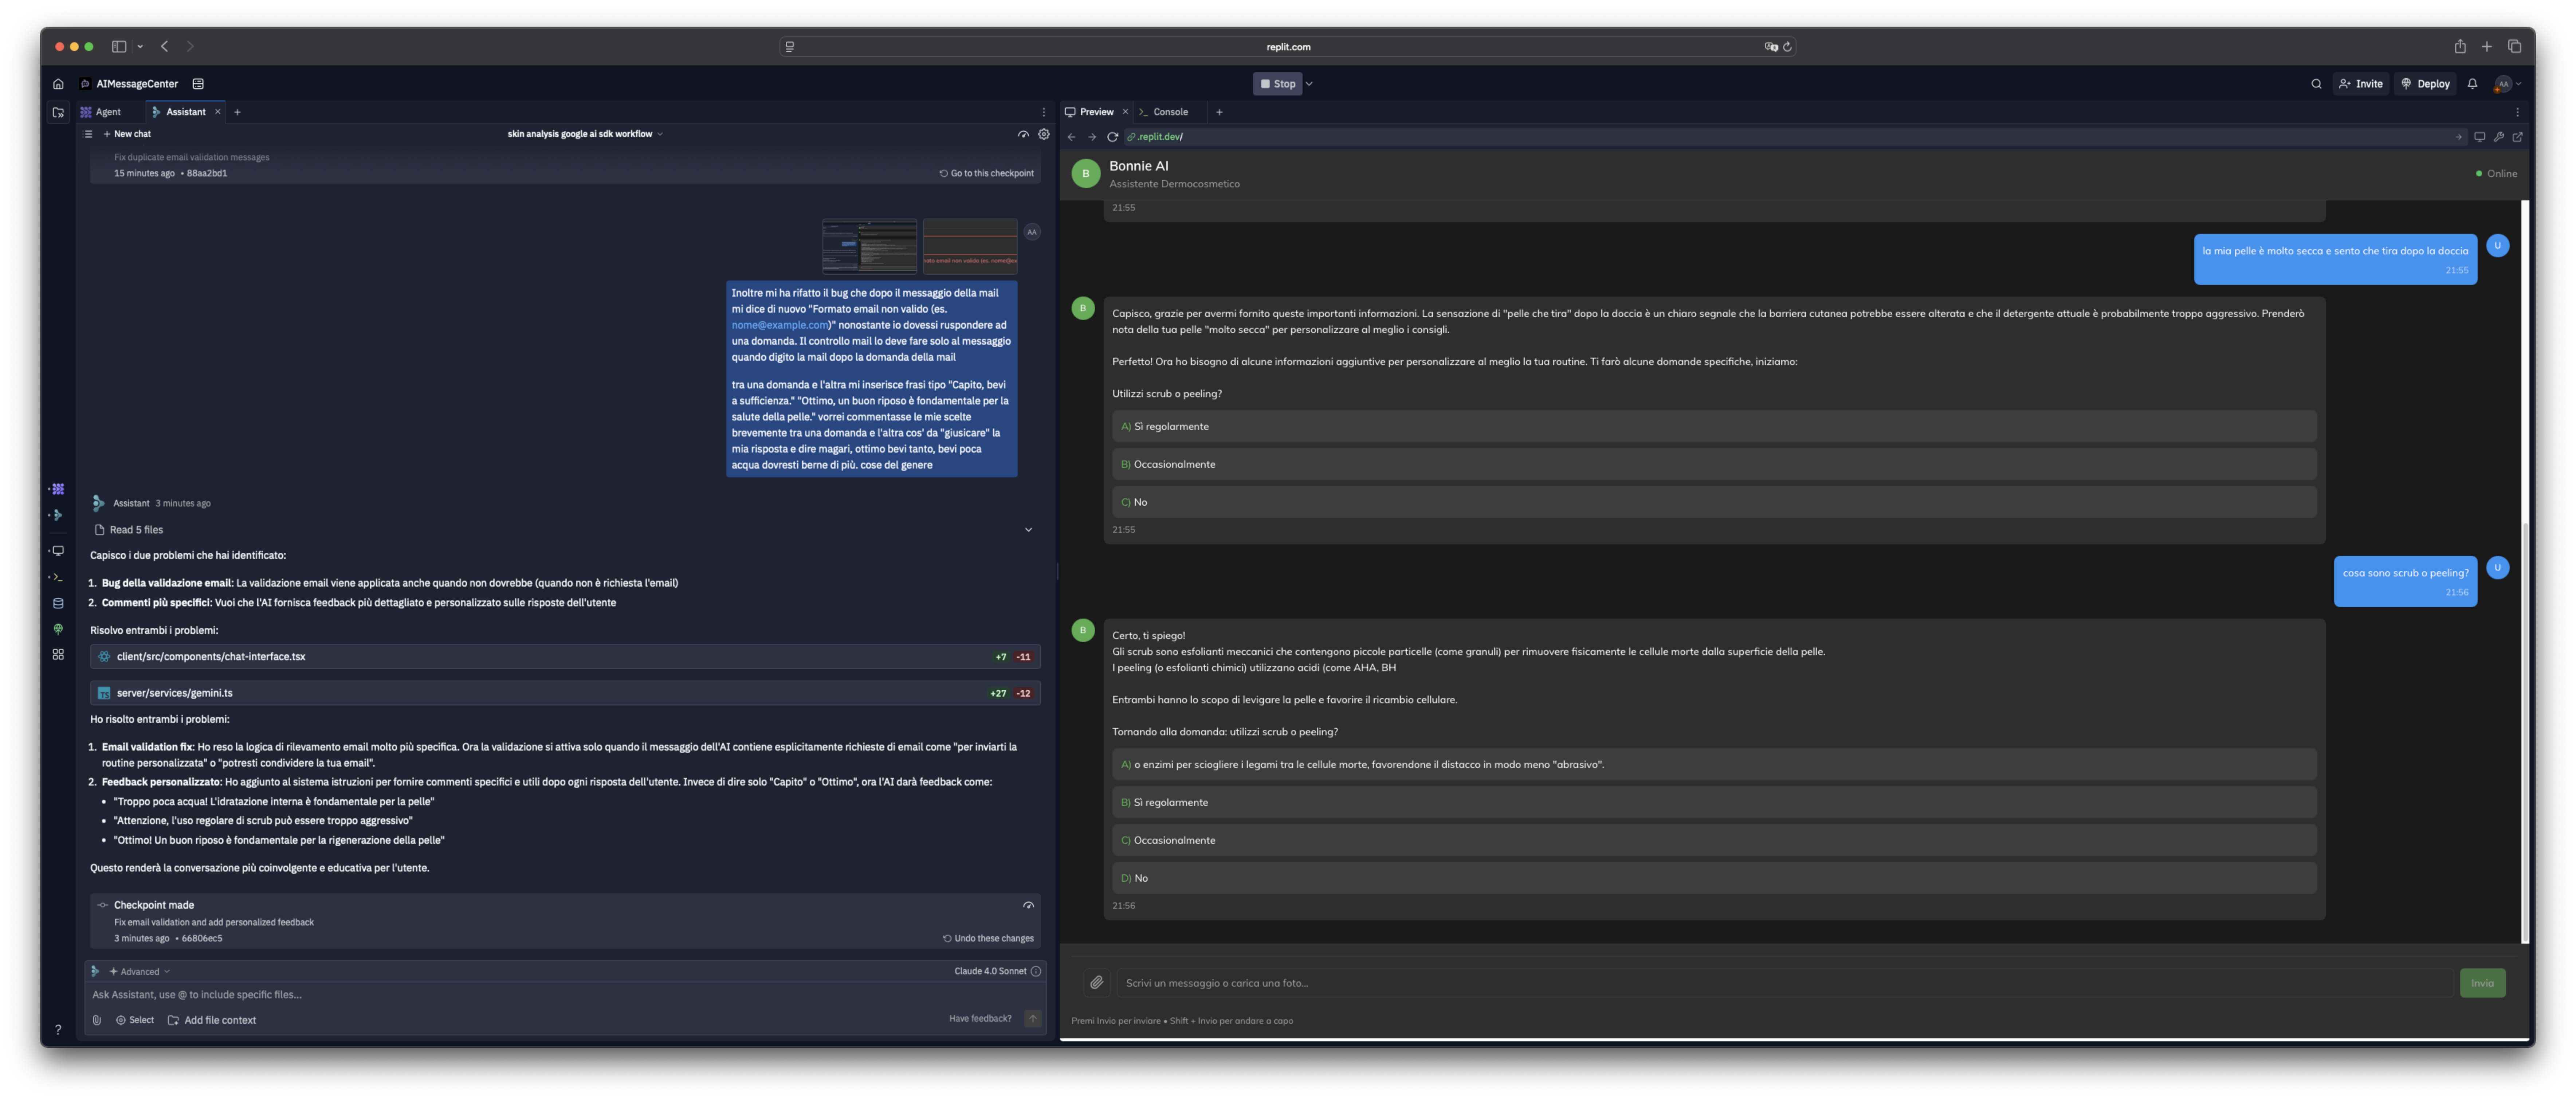 replit.com
AIMessageCenter
Stop
Invite
Deploy
AA
Agent
Assistant
New chat
skin analysis google ai sdk workflow
Fix duplicate email validation messages
15 minutes ago • 88aa2bd1
Go to this checkpoint
AA
Inoltre mi ha rifatto il bug che dopo il messaggio della mail
mi dice di nuovo "Formato email non valido (es.
nome@example.com)" nonostante io dovessi ruspondere ad
una domanda. Il controllo mail lo deve fare solo al messaggio
quando digito la mail dopo la domanda della mail
tra una domanda e l'altra mi inserisce frasi tipo "Capito, bevi
a sufficienza." "Ottimo, un buon riposo è fondamentale per la
salute della pelle." vorrei commentasse le mie scelte
brevemente tra una domanda e l'altra cos' da "giusicare" la
mia risposta e dire magari, ottimo bevi tanto, bevi poca
acqua dovresti berne di più. cose del genere
Assistant 3 minutes ago
Read 5 files
Capisco i due problemi che hai identificato:
1. Bug della validazione email: La validazione email viene applicata anche quando non dovrebbe (quando non è richiesta l'email)
2. Commenti più specifici: Vuoi che l'AI fornisca feedback più dettagliato e personalizzato sulle risposte dell'utente
Risolvo entrambi i problemi:
client/src/components/chat-interface.tsx
+7 -11
TS server/services/gemini.ts
+27 -12
Ho risolto entrambi i problemi:
1. Email validation fix: Ho reso la logica di rilevamento email molto più specifica. Ora la validazione si attiva solo quando il messaggio dell'AI contiene esplicitamente richieste di email come "per inviarti la
routine personalizzata" o "potresti condividere la tua email".
2. Feedback personalizzato: Ho aggiunto al sistema istruzioni per fornire commenti specifici e utili dopo ogni risposta dell'utente. Invece di dire solo "Capito" o "Ottimo", ora l'AI darà feedback come:
• "Troppo poca acqua! L'idratazione interna è fondamentale per la pelle"
• "Attenzione, l'uso regolare di scrub può essere troppo aggressivo"
• "Ottimo! Un buon riposo è fondamentale per la rigenerazione della pelle"
Questo renderà la conversazione più coinvolgente e educativa per l'utente.
Checkpoint made
Fix email validation and add personalized feedback
3 minutes ago • 66806ec5
Undo these changes
Advanced
Claude 4.0 Sonnet
Ask Assistant, use @ to include specific files...
Select
Add file context
Have feedback?
?
Preview
Console
.replit.dev/
B
Bonnie AI
Assistente Dermocosmetico
Online
21:55
la mia pelle è molto secca e sento che tira dopo la doccia
21:55
U
B
Capisco, grazie per avermi fornito queste importanti informazioni. La sensazione di "pelle che tira" dopo la doccia è un chiaro segnale che la barriera cutanea potrebbe essere alterata e che il detergente attuale è probabilmente troppo aggressivo. Prenderò
nota della tua pelle "molto secca" per personalizzare al meglio i consigli.
Perfetto! Ora ho bisogno di alcune informazioni aggiuntive per personalizzare al meglio la tua routine. Ti farò alcune domande specifiche, iniziamo:
Utilizzi scrub o peeling?
A) Sì regolarmente
B) Occasionalmente
C) No
21:55
cosa sono scrub o peeling?
21:56
U
B
Certo, ti spiego!
Gli scrub sono esfolianti meccanici che contengono piccole particelle (come granuli) per rimuovere fisicamente le cellule morte dalla superficie della pelle.
I peeling (o esfolianti chimici) utilizzano acidi (come AHA, BH
Entrambi hanno lo scopo di levigare la pelle e favorire il ricambio cellulare.
Tornando alla domanda: utilizzi scrub o peeling?
A) o enzimi per sciogliere i legami tra le cellule morte, favorendone il distacco in modo meno "abrasivo".
B) Sì regolarmente
C) Occasionalmente
D) No
21:56
Scrivi un messaggio o carica una foto...
Invia
Premi Invio per inviare • Shift + Invio per andare a capo